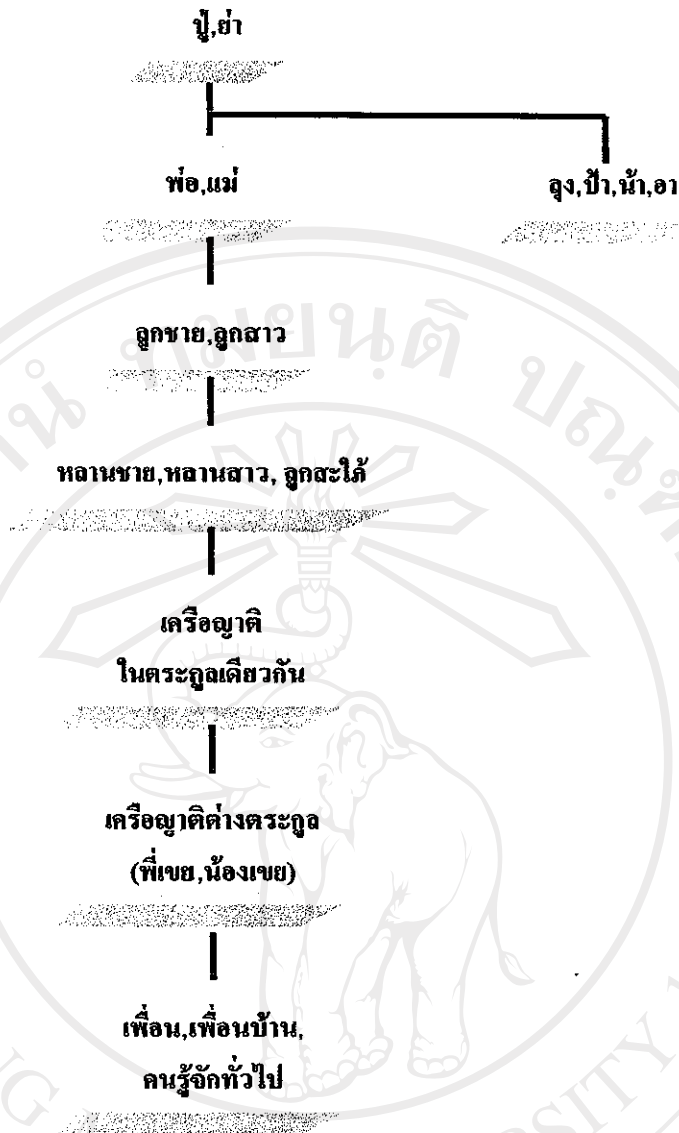 ปู่,ย่า
พ่อ,แม่
ลุง,ป้า,น้า,อา
ลูกชาย,ลูกสาว
หลานชาย,หลานสาว, ลูกสะใภ้
เครือญาติ
ในตระกูลเดียวกัน
เครือญาติต่างตระกูล
(พี่เขย,น้องเขย)
เพื่อน,เพื่อนบ้าน,
คนรู้จักทั่วไป